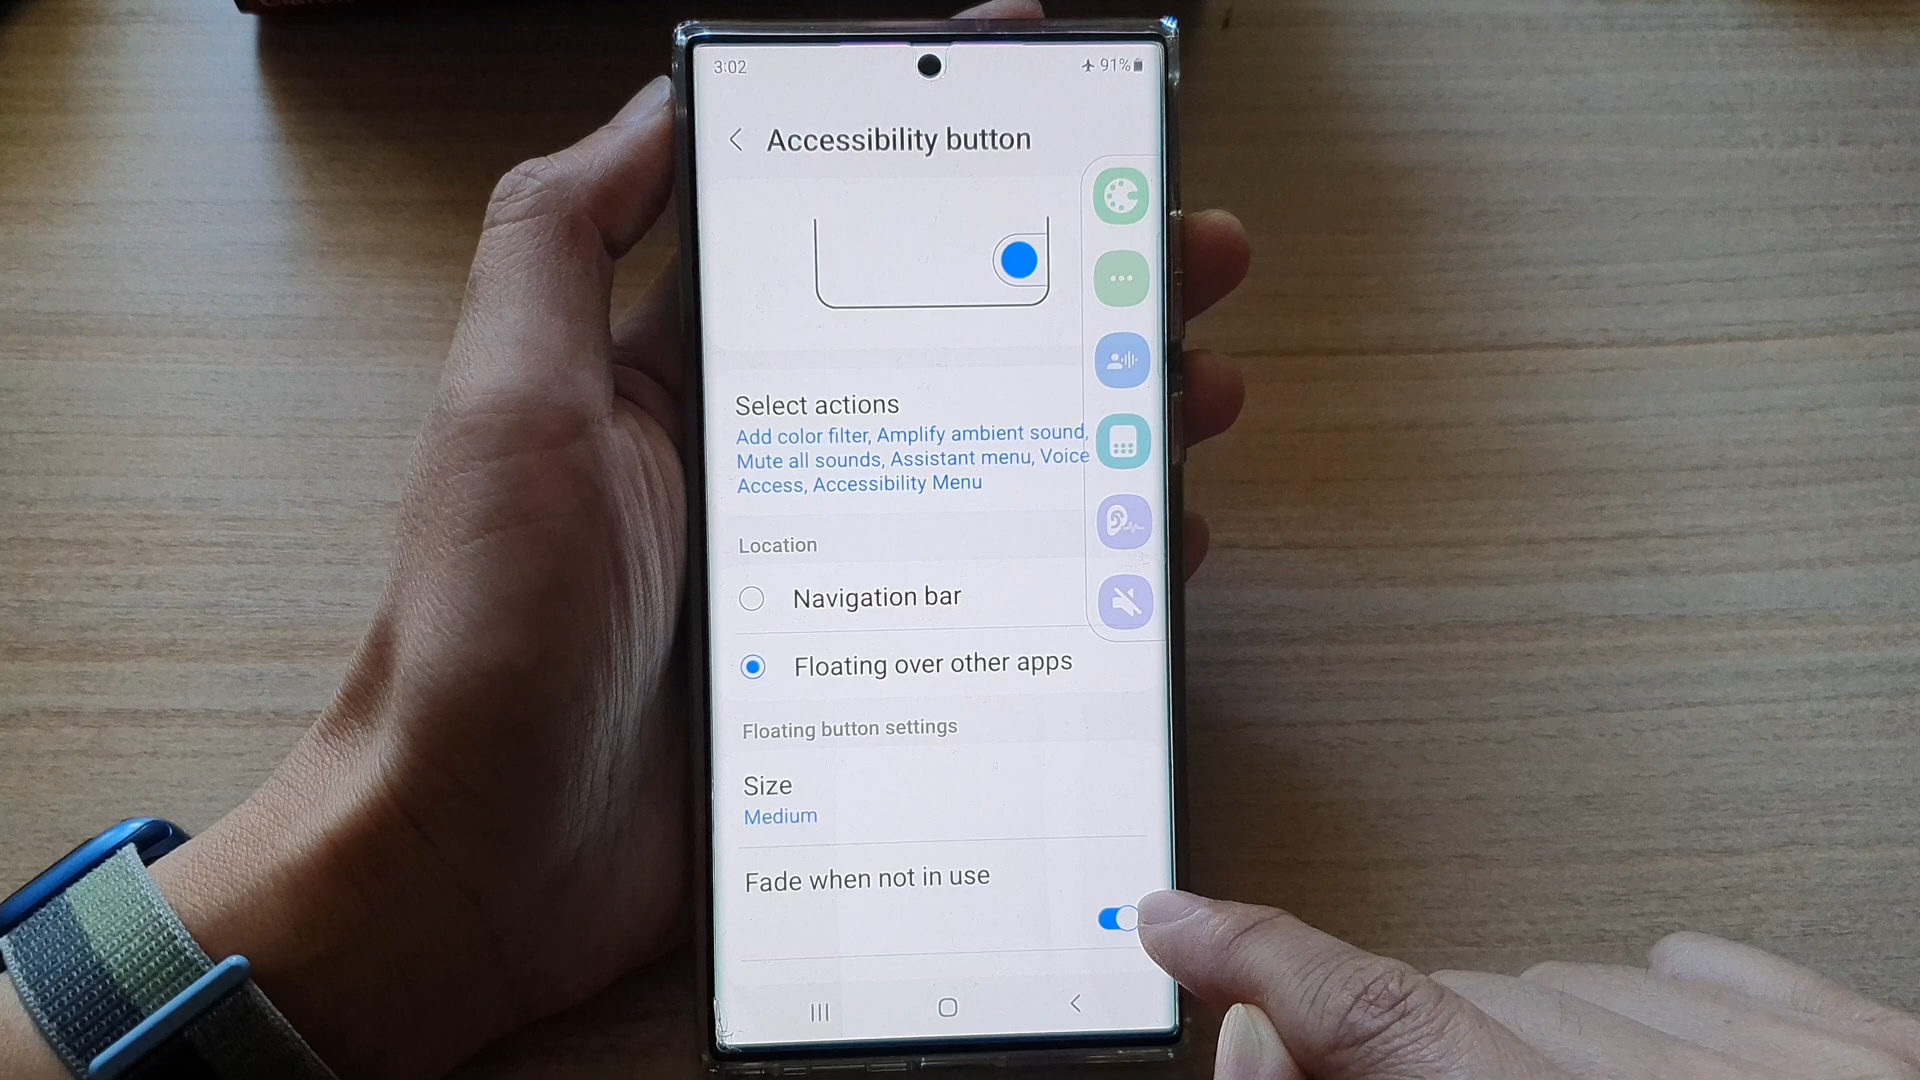 3:02
91%
Accessibility button
Select actions
Add color filter, Amplify ambient sound,
Mute all sounds, Assistant menu, Voice
Access, Accessibility Menu
Location
Navigation bar
Floating over other apps
Floating button settings
Size
Medium
Fade when not in use